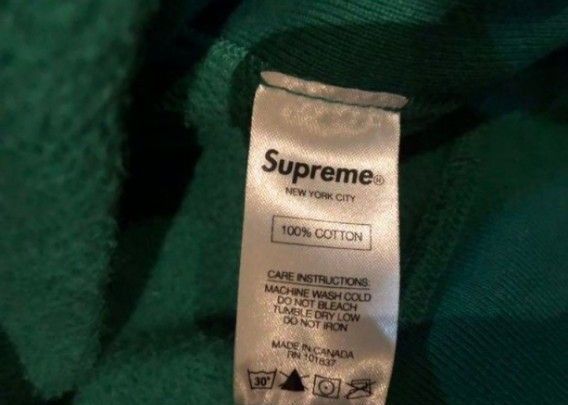 Supreme®
NEW YORK CITY
100% COTTON
CARE INSTRUCTIONS:
MACHINE WASH COLD
DO NOT BLEACH
TUMBLE DRY LOW
DO NOT IRON
MADE IN CANADA
RN 101837
30°